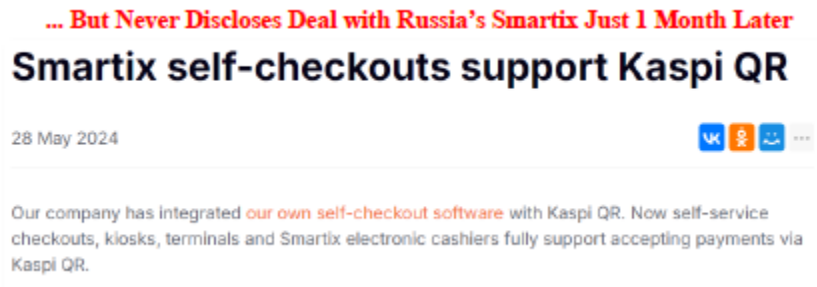 ... But Never Discloses Deal with Russia's Smartix Just 1 Month Later
Smartix self-checkouts support Kaspi QR
28 May 2024
Our company has integrated our own self-checkout software with Kaspi QR. Now self-service
checkouts, kiosks, terminals and Smartix electronic cashiers fully support accepting payments via
Kaspi QR.